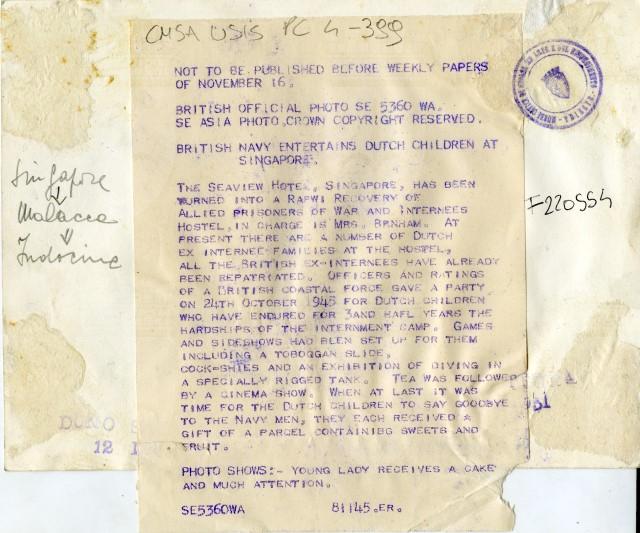 CMSA USIS PC 4-399
NOT TO BE PUBLISHED BEFORE WEEKLY PAPERS
OF NOVEMBER 16.
BRITISH OFFICIAL PHOTO SE 5360 WA.
SE ASIA PHOTO, CROWN COPYRIGHT RESERVED.
BRITISH NAVY ENTERTAINS DUTCH CHILDREN AT
SINGAPORE.
THE SEAVIEW HOTEL, SINGAPORE, HAS BEEN
TURNED INTO A RAPWI RECOVERY OF
ALLIED PRISONERS OF WAR AND INTERNEES
HOSTEL, IN CHARGE IS MRS. BENHAM. AT
PRESENT THERE ARE A NUMBER OF DUTCH
EX INTERNEE FAMILIES AT THE HOSTEL,
ALL THE BRITISH EX-INTERNEES HAVE ALREADY
BEEN REPATRIATED. OFFICERS AND RATINGS
OF A BRITISH COASTAL FORCE GAVE A PARTY
ON 24TH OCTOBER 1945 FOR DUTCH CHILDREN
WHO HAVE ENDURED FOR 3AND HAFL YEARS THE
HARDSHIPS OF THE INTERNMENT CAMP. GAMES
AND SIDESHOWS HAD BEEN SET UP FOR THEM
INCLUDING A TOBOGGAN SLIDE,
COCK=SHIES AND AN EXHIBITION OF DIVING IN
A SPECIALLY RIGGED TANK. TEA WAS FOLLOWED
BY A CINEMA SHOW. WHEN AT LAST IT WAS
TIME FOR THE DUTCH CHILDREN TO SAY GOODBYE
TO THE NAVY MEN, THEY EACH RECEIVED A
GIFT OF A PARCEL CONTAINIBG SWEETS AND
FRUIT.
PHOTO SHOWS:- YOUNG LADY RECEIVES A CAKE
AND MUCH ATTENTION.
SE5360WA 81145.ER.
Singapore
Malacca
Indocina
F220554
12